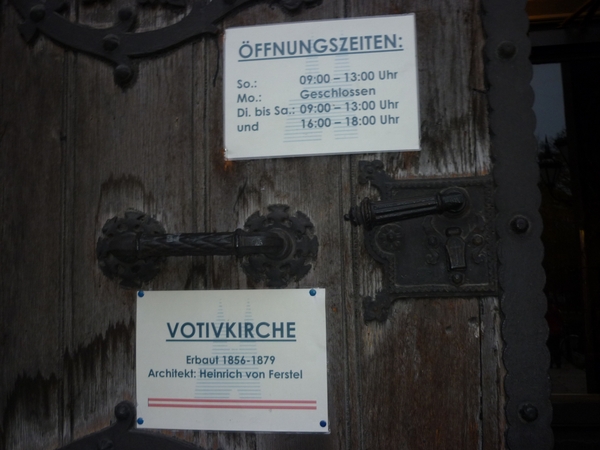 ÖFFNUNGSZEITEN:
So.: 09:00 – 13:00 Uhr
Mo.: Geschlossen
Di. bis Sa.: 09:00 – 13:00 Uhr
und 16:00 – 18:00 Uhr
VOTIVKIRCHE
Erbaut 1856-1879
Architekt: Heinrich von Ferstel